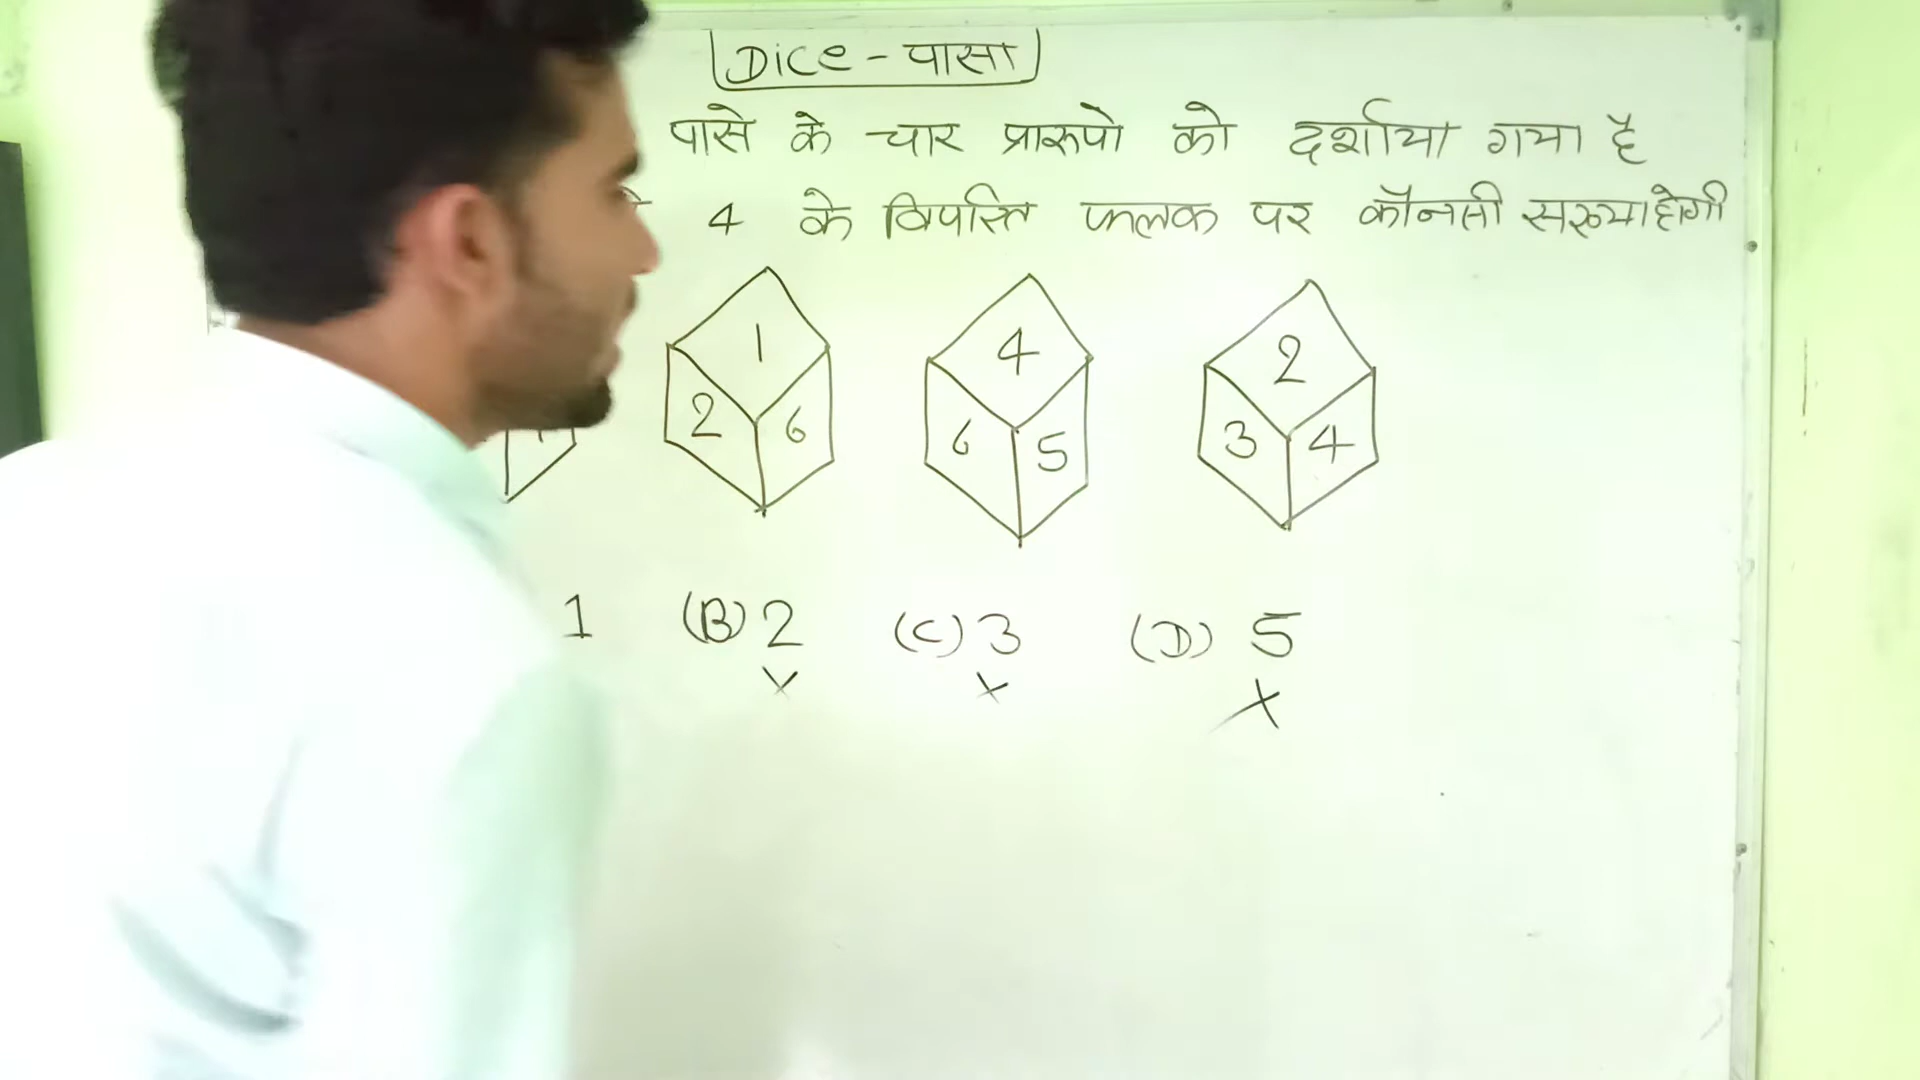 Dice - पासा
पासे के चार प्रारूपो को दर्शाया गया है
4 के विपरित फलक पर कौनसी संख्या होगी
1 4 2
2 6 6 5 3 4
1 (B) 2 (C) 3 (D) 5